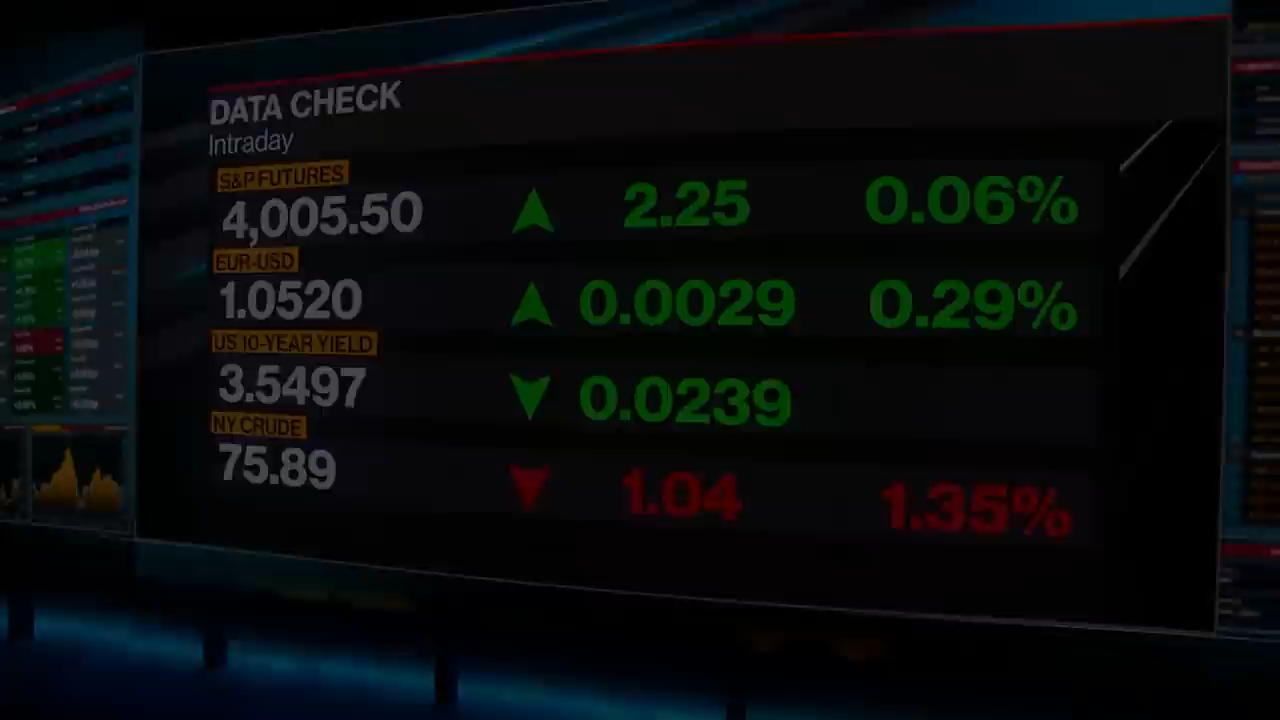 DATA CHECK
Intraday
S&P FUTURES
4,005.50 2.25 0.06%
EUR-USD
1.0520 0.0029 0.29%
US 10-YEAR YIELD
3.5497 0.0239
NY CRUDE
75.89 1.04 1.35%